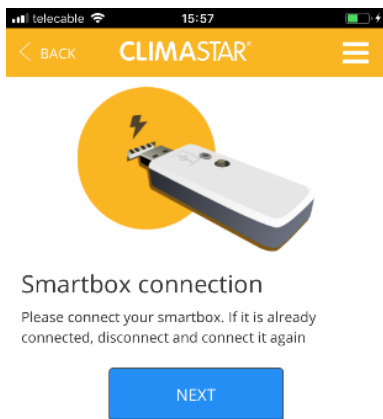 telecable 15:57
< BACK CLIMASTAR®
Smartbox connection
Please connect your smartbox. If it is already
connected, disconnect and connect it again
NEXT